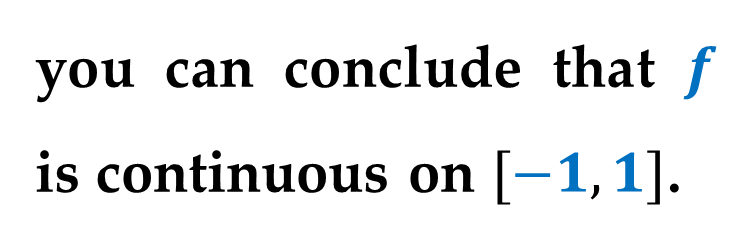 you can conclude that f
is continuous on [−1, 1].